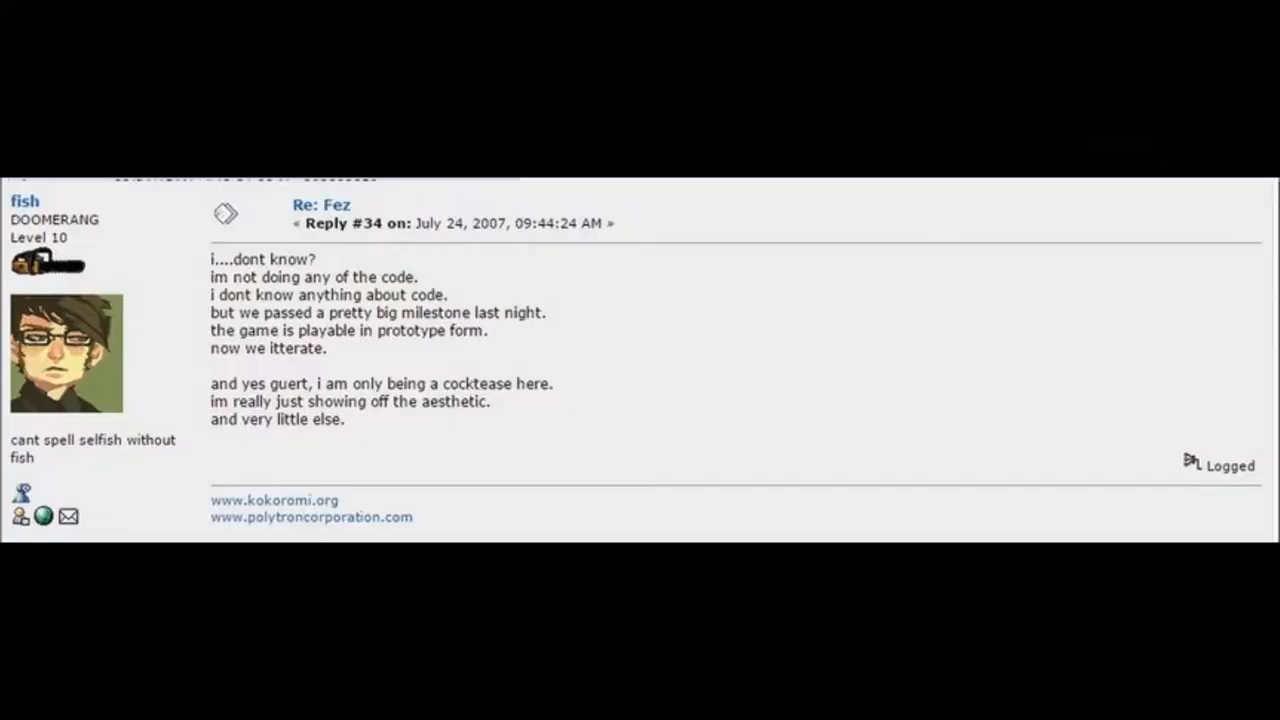 fish
DOOMERANG
Level 10
cant spell selfish without
fish
Re: Fez
« Reply #34 on: July 24, 2007, 09:44:24 AM »
i....dont know?
im not doing any of the code.
i dont know anything about code.
but we passed a pretty big milestone last night.
the game is playable in prototype form.
now we itterate.
and yes guert, i am only being a cocktease here.
im really just showing off the aesthetic.
and very little else.
Logged
www.kokoromi.org
www.polytroncorporation.com